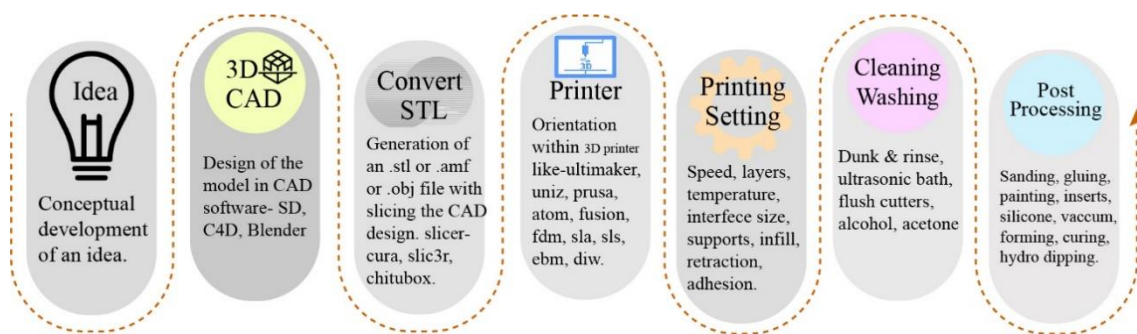 Idea
Conceptual
development
of an idea.
3D
CAD
Design of the
model in CAD
software- SD,
C4D, Blender
Convert
STL
Generation of
an .stl or .amf
or .obj file with
slicing the CAD
design. slicer-
cura, slic3r,
chitubox.
3D
Printer
Orientation
within 3D printer
like-ultimaker,
uniz, prusa,
atom, fusion,
fdm, sla, sls,
ebm, diw.
Printing
Setting
Speed, layers,
temperature,
interfece size,
supports, infill,
retraction,
adhesion.
Cleaning
Washing
Dunk & rinse,
ultrasonic bath,
flush cutters,
alcohol, acetone
Post
Processing
Sanding, gluing,
painting, inserts,
silicone, vaccum,
forming, curing,
hydro dipping.